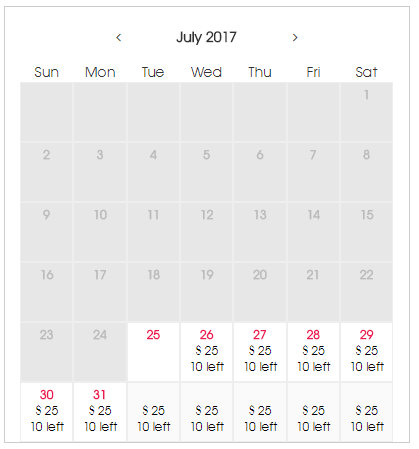 July 2017
Sun Mon Tue Wed Thu Fri Sat
1
2 3 4 5 6 7 8
9 10 11 12 13 14 15
16 17 18 19 20 21 22
23 24 25 26 27 28 29
$ 25 $ 25 $ 25 $ 25
10 left 10 left 10 left 10 left
30 31
$ 25 $ 25 $ 25 $ 25 $ 25 $ 25 $ 25
10 left 10 left 10 left 10 left 10 left 10 left 10 left